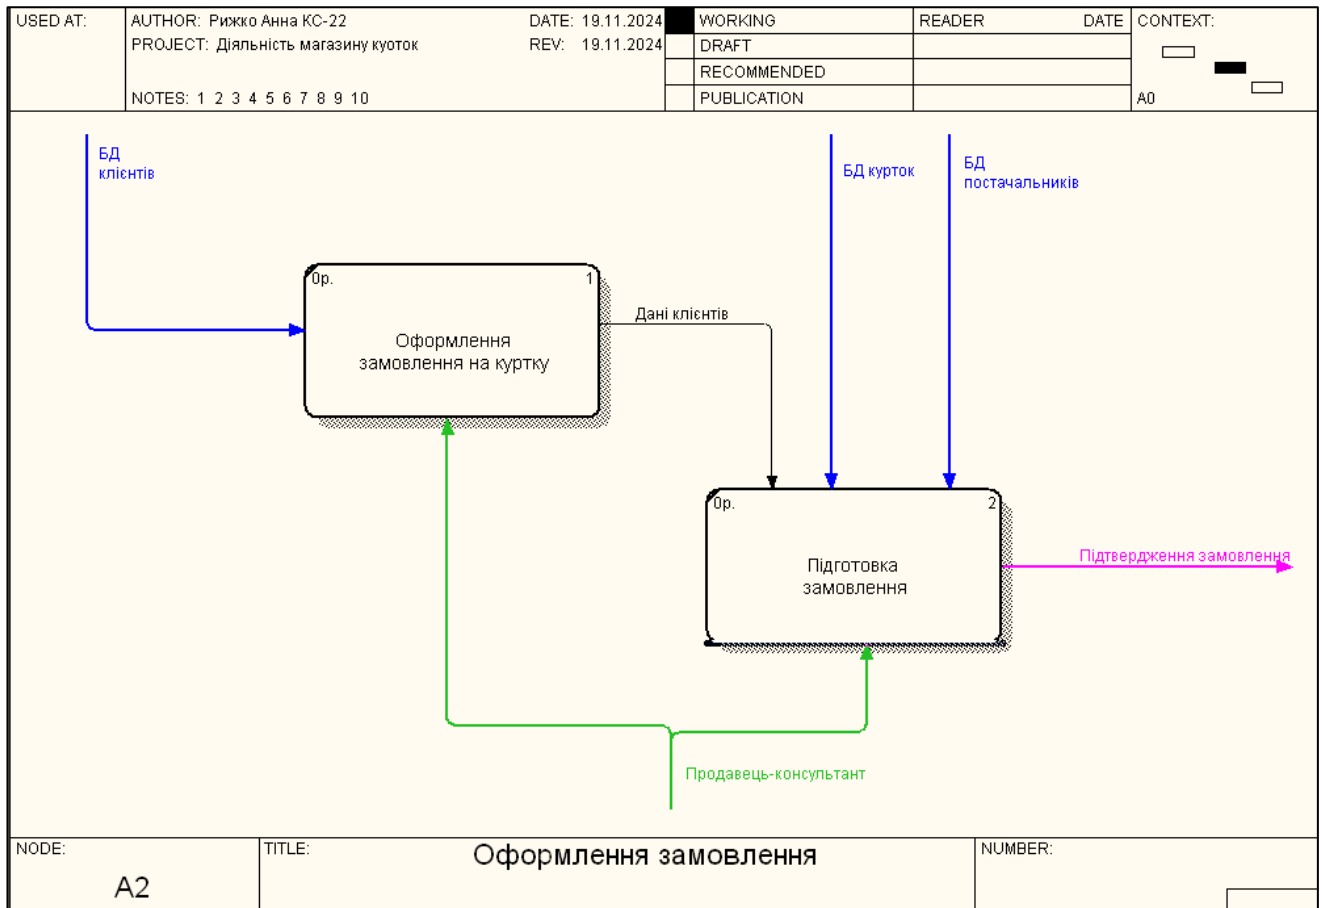 USED AT:
AUTHOR: Рижко Анна КС-22
DATE: 19.11.2024
PROJECT: Діяльність магазину куоток
REV: 19.11.2024
NOTES: 1 2 3 4 5 6 7 8 9 10
WORKING
DRAFT
RECOMMENDED
PUBLICATION
READER
DATE
CONTEXT:
A0
БД
клієнтів
БД курток
БД
постачальників
0р.
1
Оформлення
замовлення на куртку
Дані клієнтів
0р.
2
Підготовка
замовлення
Підтвердження замовлення
Продавець-консультант
NODE:
A2
TITLE:
Оформлення замовлення
NUMBER: